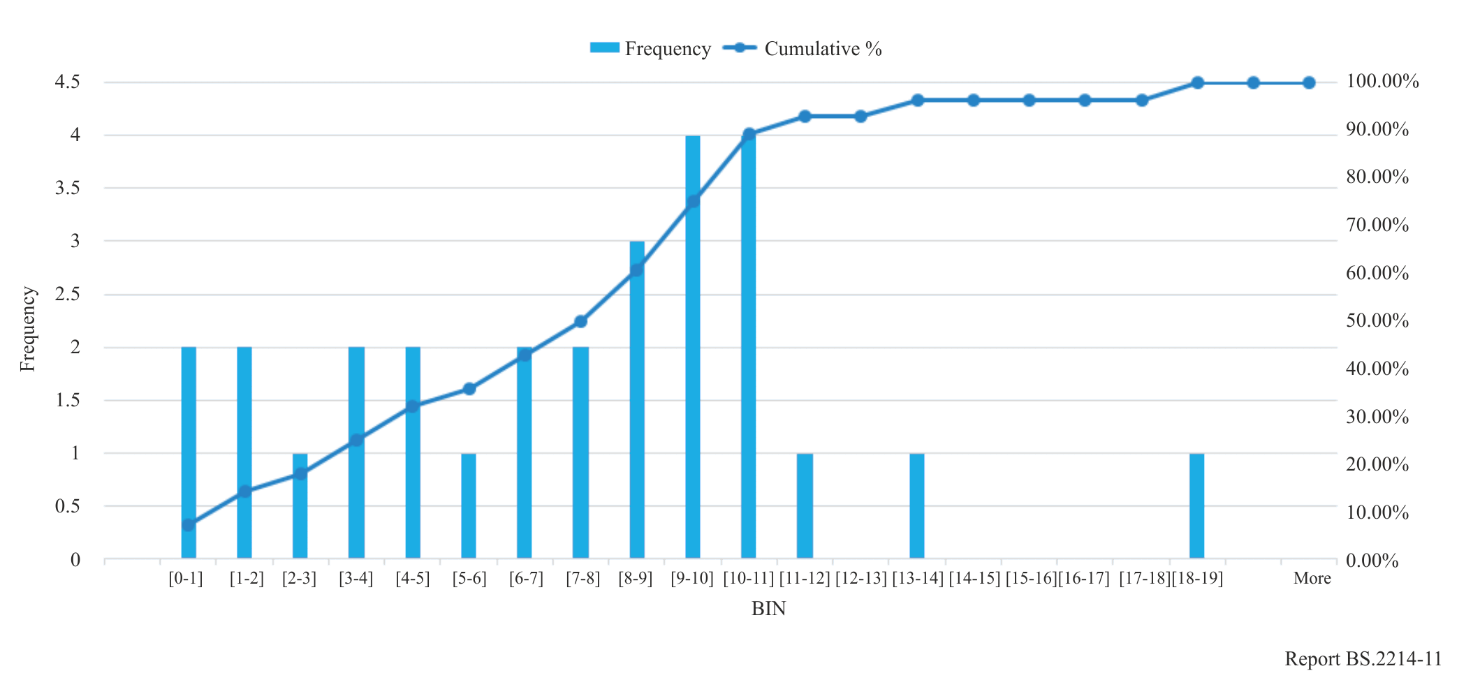 Frequency Cumulative %
4.5 100.00%
4 90.00%
3.5 80.00%
3 70.00%
2.5 60.00%
2 50.00%
1.5 40.00%
1 30.00%
0.5 20.00%
0 10.00%
0.00%
Frequency
[0-1] [1-2] [2-3] [3-4] [4-5] [5-6] [6-7] [7-8] [8-9] [9-10] [10-11] [11-12] [12-13] [13-14] [14-15] [15-16] [16-17] [17-18] [18-19] More
BIN
Report BS.2214-11